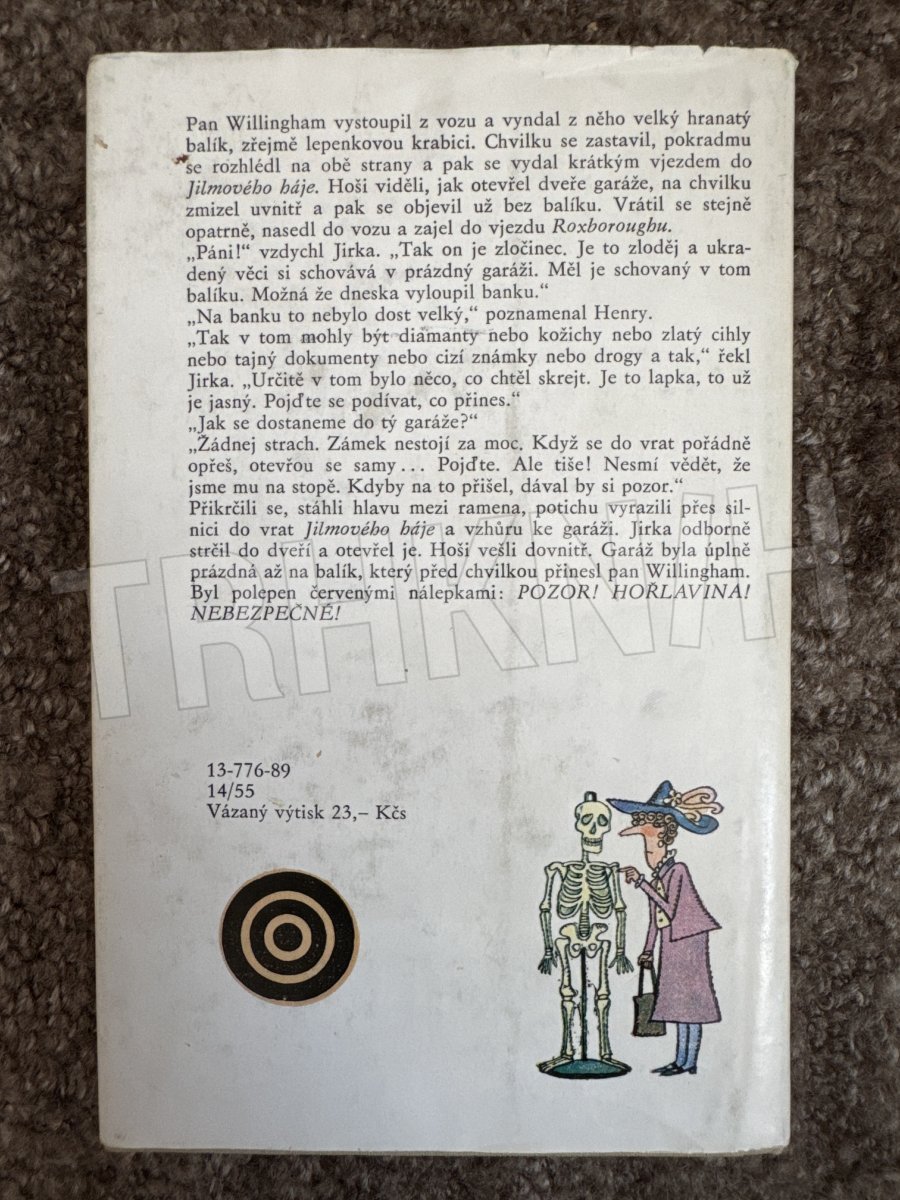 Pan Willingham vystoupil z vozu a vyndal z něho velký hranatý
balík, zřejmě lepenkovou krabici. Chvilku se zastavil, pokradmu
se rozhlédl na obě strany a pak se vydal krátkým vjezdem do
Jilmového háje. Hoši viděli, jak otevřel dveře garáže, na chvilku
zmizel uvnitř a pak se objevil už bez balíku. Vrátil se stejně
opatrně, nasedl do vozu a zajel do vjezdu Roxboroughu.
„Páni!“ vzdychl Jirka. „Tak on je zločinec. Je to zloděj a ukra-
dený věci si schovává v prázdný garáži. Měl je schovaný v tom
balíku. Možná že dneska vyloupil banku.“
„Na banku to nebylo dost velký,“ poznamenal Henry.
„Tak v tom mohly být diamanty nebo kožichy nebo zlatý cihly
nebo tajný dokumenty nebo cizí známky nebo drogy a tak,“ řekl
Jirka. „Určitě v tom bylo něco, co chtěl skrejt. Je to lapka, to už
je jasný. Pojďte se podívat, co přines.“
„Jak se dostaneme do tý garáže?“
„Žádnej strach. Zámek nestojí za moc. Když se do vrat pořádně
opřeš, otevřou se samy... Pojďte. Ale tiše! Nesmí vědět, že
jsme mu na stopě. Kdyby na to přišel, dával by si pozor.“
Přikrčili se, stáhli hlavu mezi ramena, potichu vyrazili přes sil-
nici do vrat Jilmového háje a vzhůru ke garáži. Jirka odborně
strčil do dveří a otevřel je. Hoši vešli dovnitř. Garáž byla úplně
prázdná až na balík, který před chvilkou přinesl pan Willingham.
Byl polepen červenými nálepkami: POZOR! HOŘLAVINA!
NEBEZPEČNÉ!
TRHKNIH
13-776-89
14/55
Vázaný výtisk 23,– Kčs